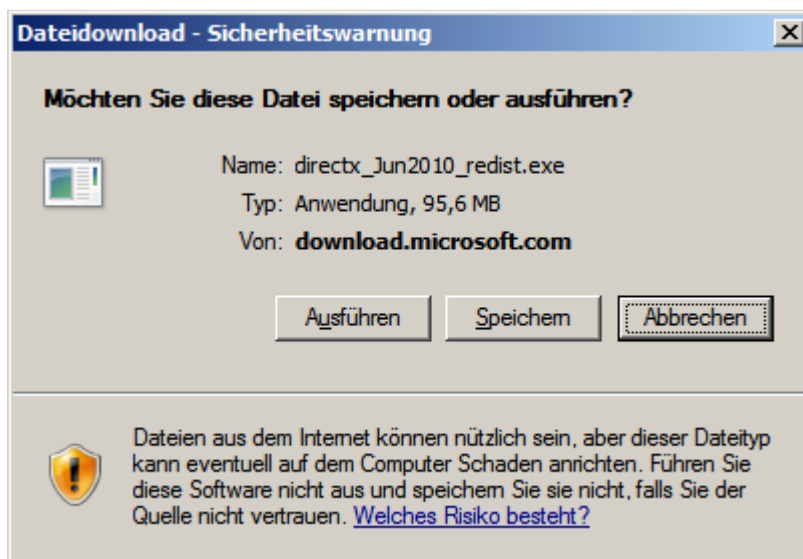 Dateidownload - Sicherheitswarnung
Möchten Sie diese Datei speichern oder ausführen?
Name: directx_Jun2010_redist.exe
Typ: Anwendung, 95,6 MB
Von: download.microsoft.com
Ausführen Speichern Abbrechen
Dateien aus dem Internet können nützlich sein, aber dieser Dateityp
kann eventuell auf dem Computer Schaden anrichten. Führen Sie
diese Software nicht aus und speichern Sie sie nicht, falls Sie der
Quelle nicht vertrauen. Welches Risiko besteht?